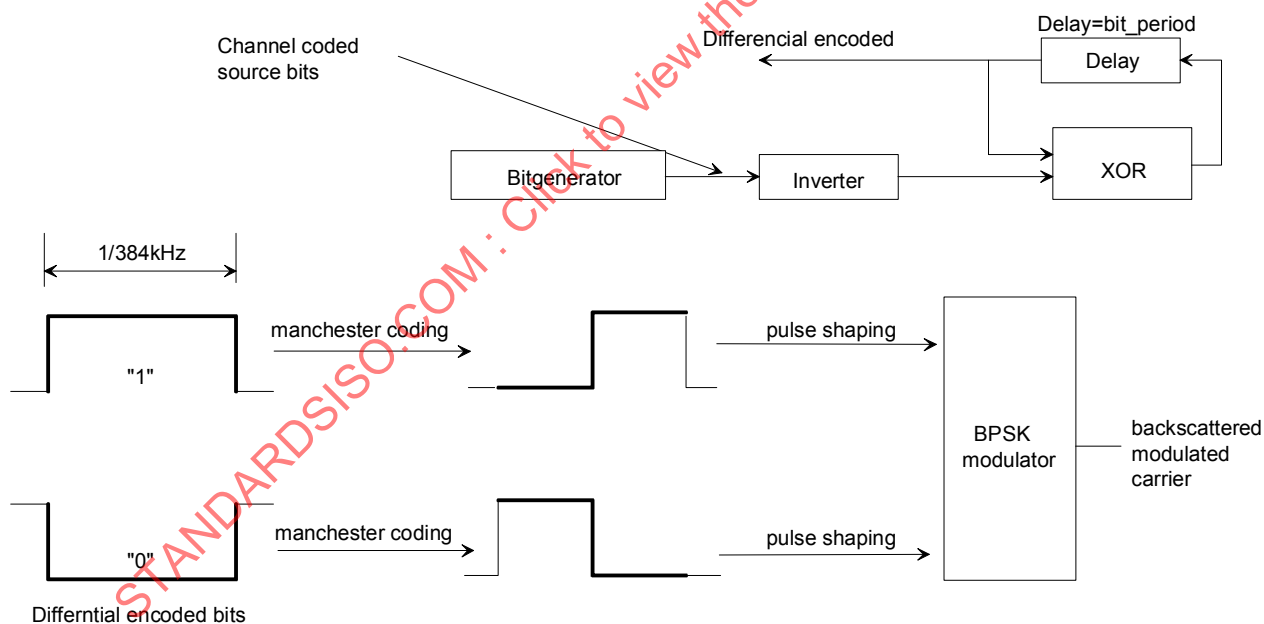 Delay=bit_period
Channel coded
source bits
Differencial encoded
Delay
Bitgenerator
Inverter
XOR
1/384kHz
manchester coding
pulse shaping
"1"
BPSK
modulator
backscattered
modulated
carrier
manchester coding
pulse shaping
"0"
Differntial encoded bits
STANDARDSISO.COM : Click to view the